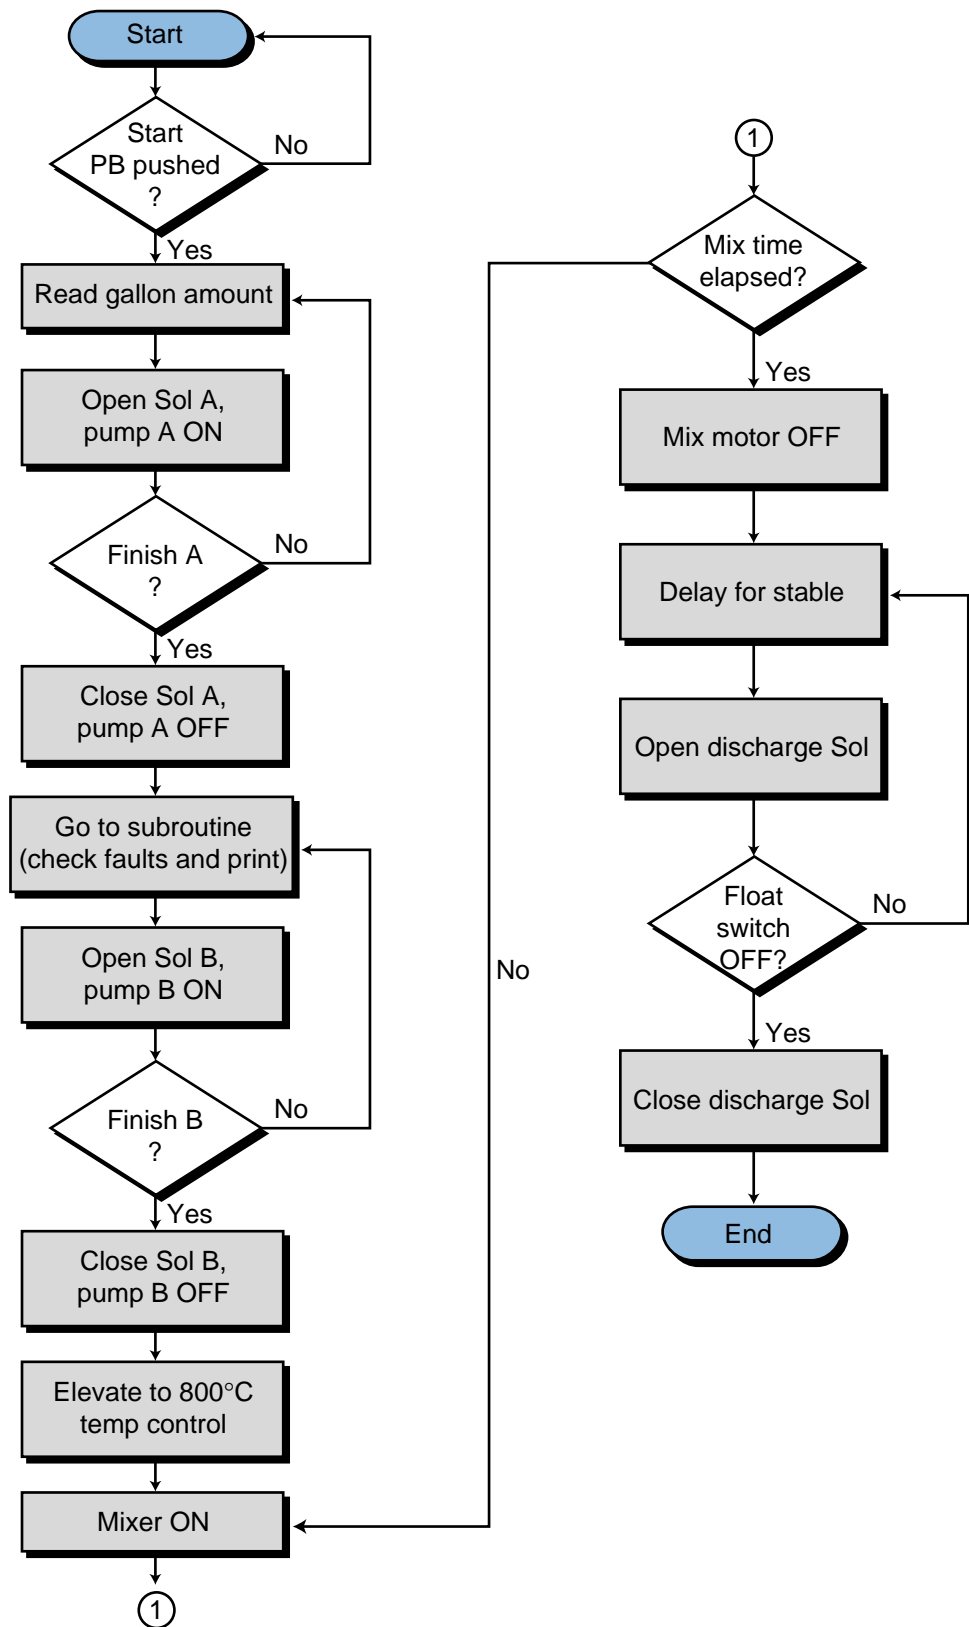 Start
Start
PB pushed
?
No
Yes
Read gallon amount
Open Sol A,
pump A ON
Finish A
?
No
Yes
Close Sol A,
pump A OFF
Go to subroutine
(check faults and print)
Open Sol B,
pump B ON
Finish B
?
No
Yes
Close Sol B,
pump B OFF
Elevate to 800°C
temp control
Mixer ON
1
1
Mix time
elapsed?
No
Yes
Mix motor OFF
Delay for stable
Open discharge Sol
Float
switch
OFF?
No
Yes
Close discharge Sol
End